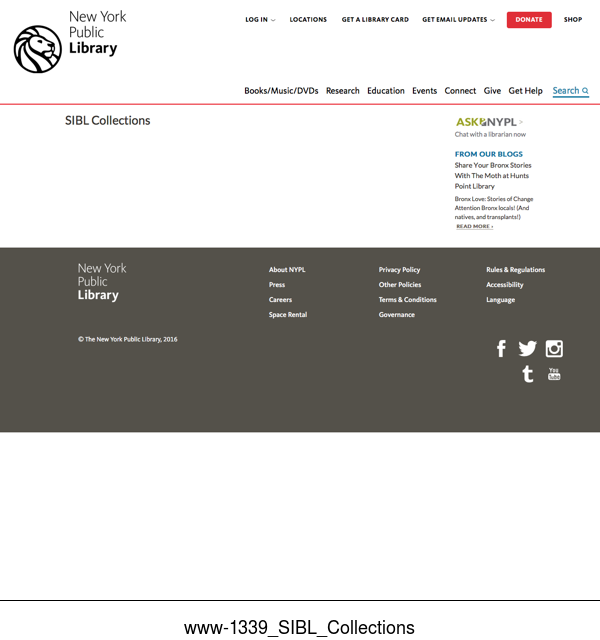 New York
Public
Library
LOG IN
LOCATIONS
GET A LIBRARY CARD
GET EMAIL UPDATES
DONATE
SHOP
Books/Music/DVDs Research Education Events Connect Give Get Help Search
SIBL Collections
ASK NYPL >
Chat with a librarian now
FROM OUR BLOGS
Share Your Bronx Stories
With The Moth at Hunts
Point Library
Bronx Love: Stories of Change
Attention Bronx locals! (And
natives, and transplants!)
READ MORE ›
New York
Public
Library
About NYPL
Press
Careers
Space Rental
Privacy Policy
Other Policies
Terms & Conditions
Governance
Rules & Regulations
Accessibility
Language
© The New York Public Library, 2016
You
Tube
www-1339_SIBL_Collections